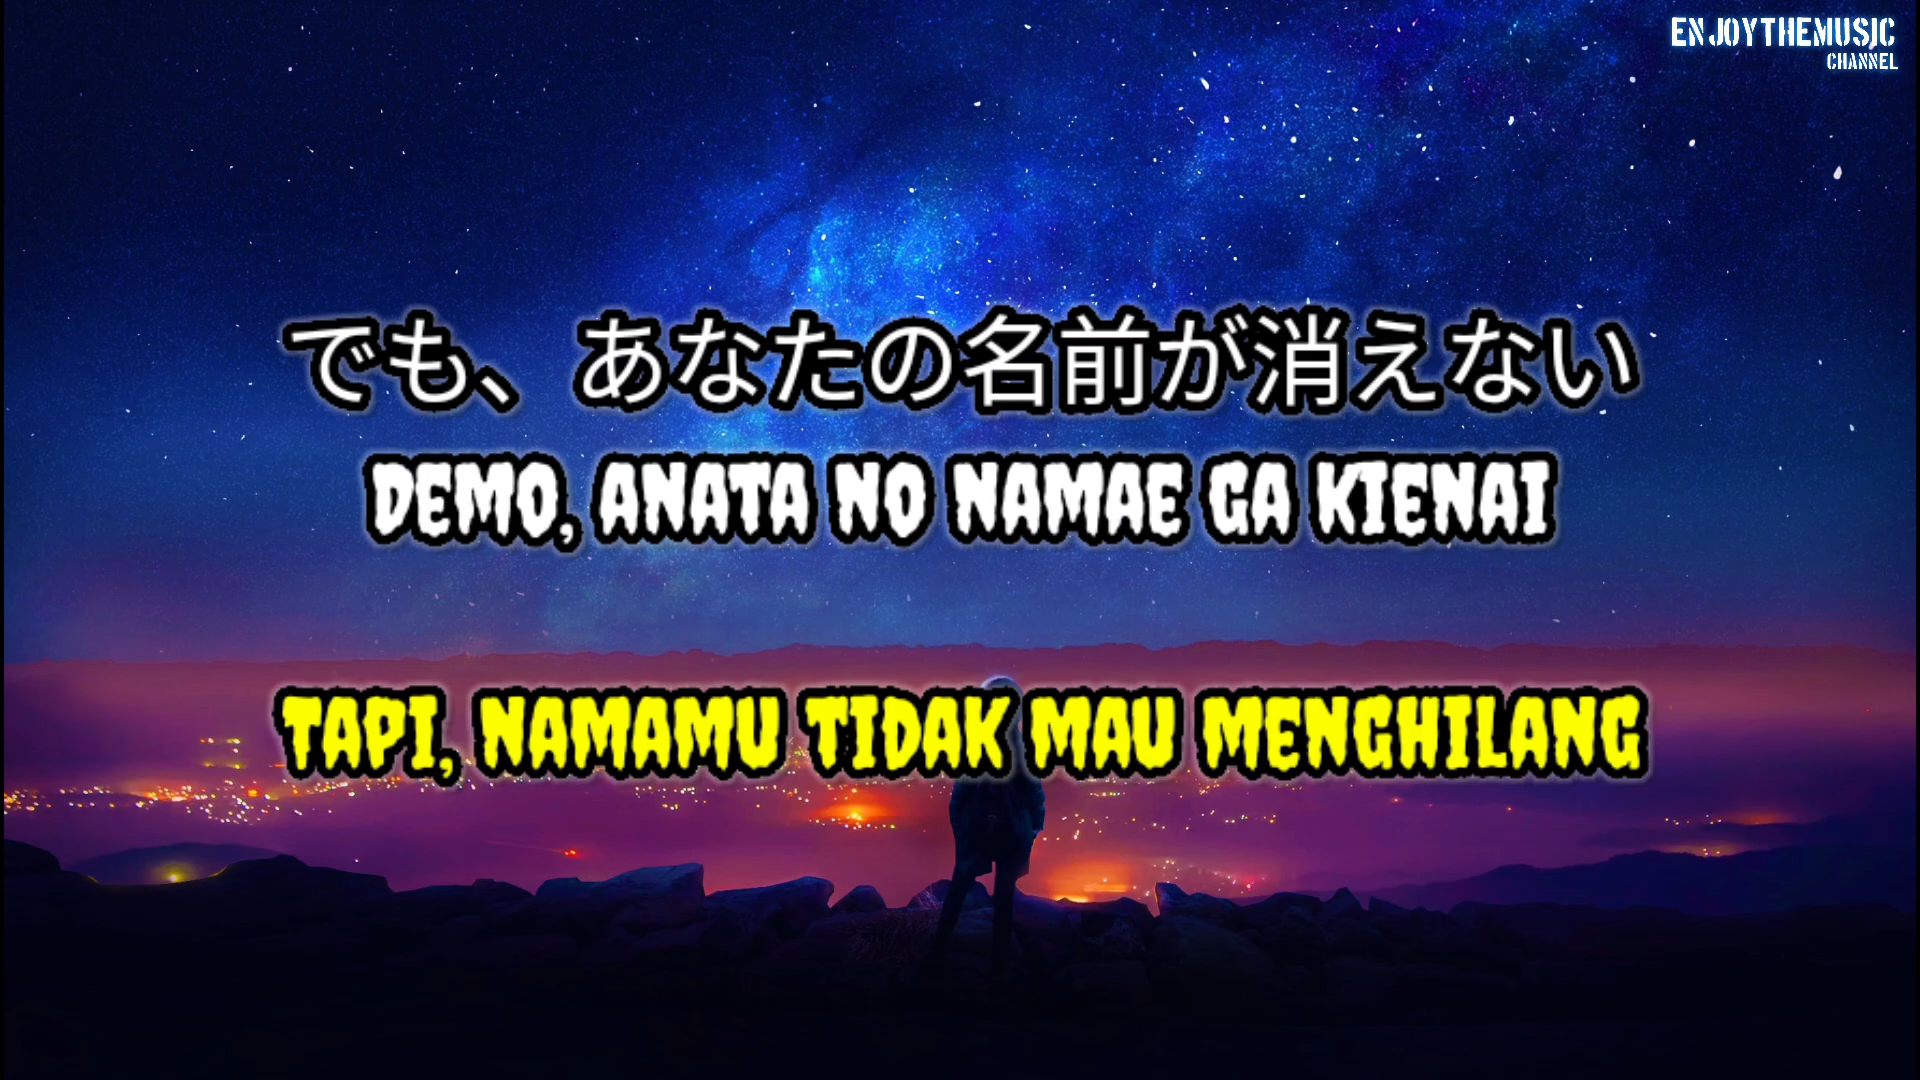 ENJOYTHEMUSIC
CHANNEL
でも、あなたの名前が消えない
DEMO, ANATA NO NAMAE GA KIENAI
TAPI, NAMAMU TIDAK MAU MENGHILANG